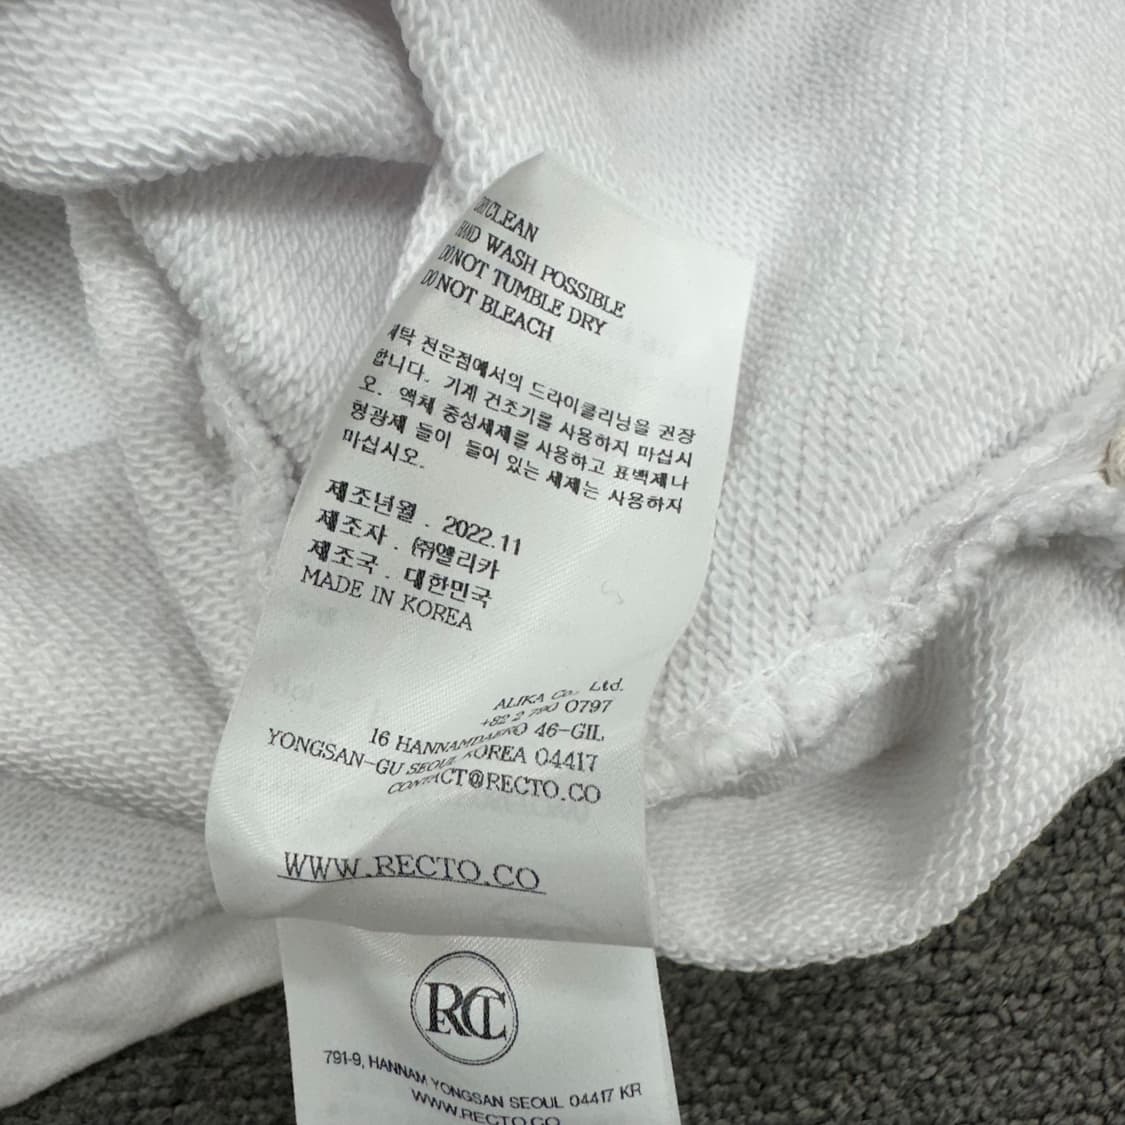 DRY CLEAN
HAND WASH POSSIBLE
DO NOT TUMBLE DRY
DO NOT BLEACH
세탁 전문점에서의 드라이클리닝을 권장
합니다. 기계 건조기를 사용하지 마십시
오. 액체 중성세제를 사용하고 표백제나
형광제 들이 들어 있는 세제는 사용하지
마십시오.
제조년월 . 2022.11
제조자 . ㈜앨리카
제조국 . 대한민국
MADE IN KOREA
ALIKA Co., Ltd.
+82 2 790 0797
16 HANNAMDAERO 46-GIL,
YONGSAN-GU SEOUL KOREA 04417
CONTACT@RECTO.CO
WWW.RECTO.CO
RCT
791-9, HANNAM YONGSAN SEOUL 04417 KR
WWW.RECTO.CO